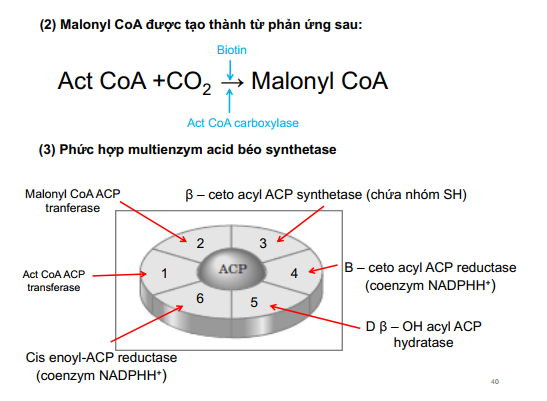 (2) Malonyl CoA được tạo thành từ phản ứng sau:
Biotin
Act CoA +CO₂ → Malonyl CoA
Act CoA carboxylase
(3) Phức hợp multienzym acid béo synthetase
Malonyl CoA ACP
tranferase
β – ceto acyl ACP synthetase (chứa nhóm SH)
2
3
Act CoA ACP
transferase
1
ACP
4
B – ceto acyl ACP reductase
(coenzym NADPHH⁺)
6
5
D β – OH acyl ACP
hydratase
Cis enoyl-ACP reductase
(coenzym NADPHH⁺)
40